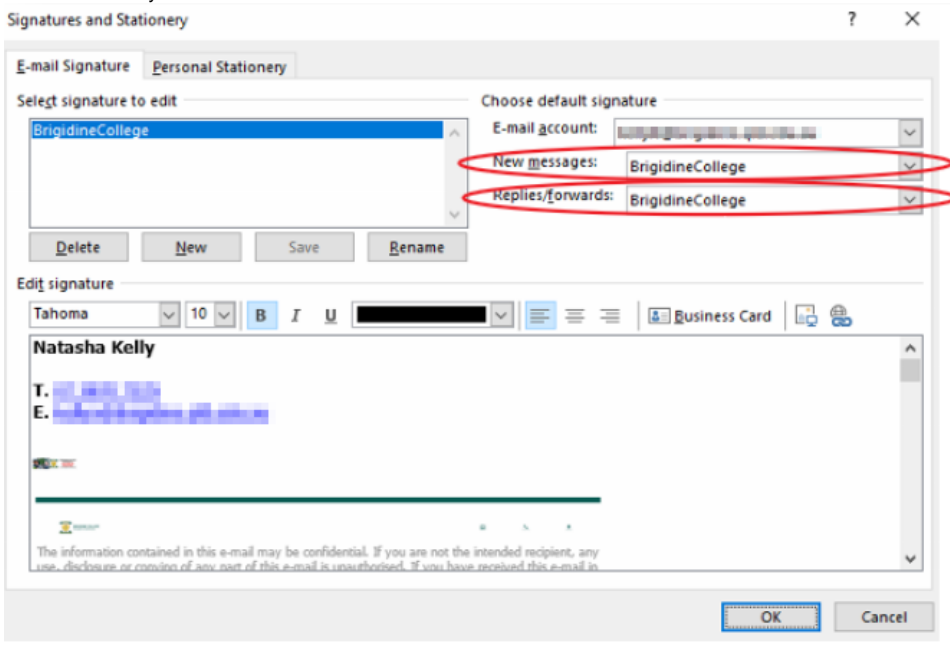 Signatures and Stationery ? ×
E-mail Signature Personal Stationery
Select signature to edit Choose default signature
BrigidineCollege
E-mail account:
New messages: BrigidineCollege
Replies/forwards: BrigidineCollege
Delete New Save Rename
Edit signature
Tahoma 10 B I U Business Card
Natasha Kelly
T.
E.
The information contained in this e-mail may be confidential. If you are not the intended recipient, any
use, disclosure or copying of any part of this e-mail is unauthorised. If you have received this e-mail in
OK Cancel